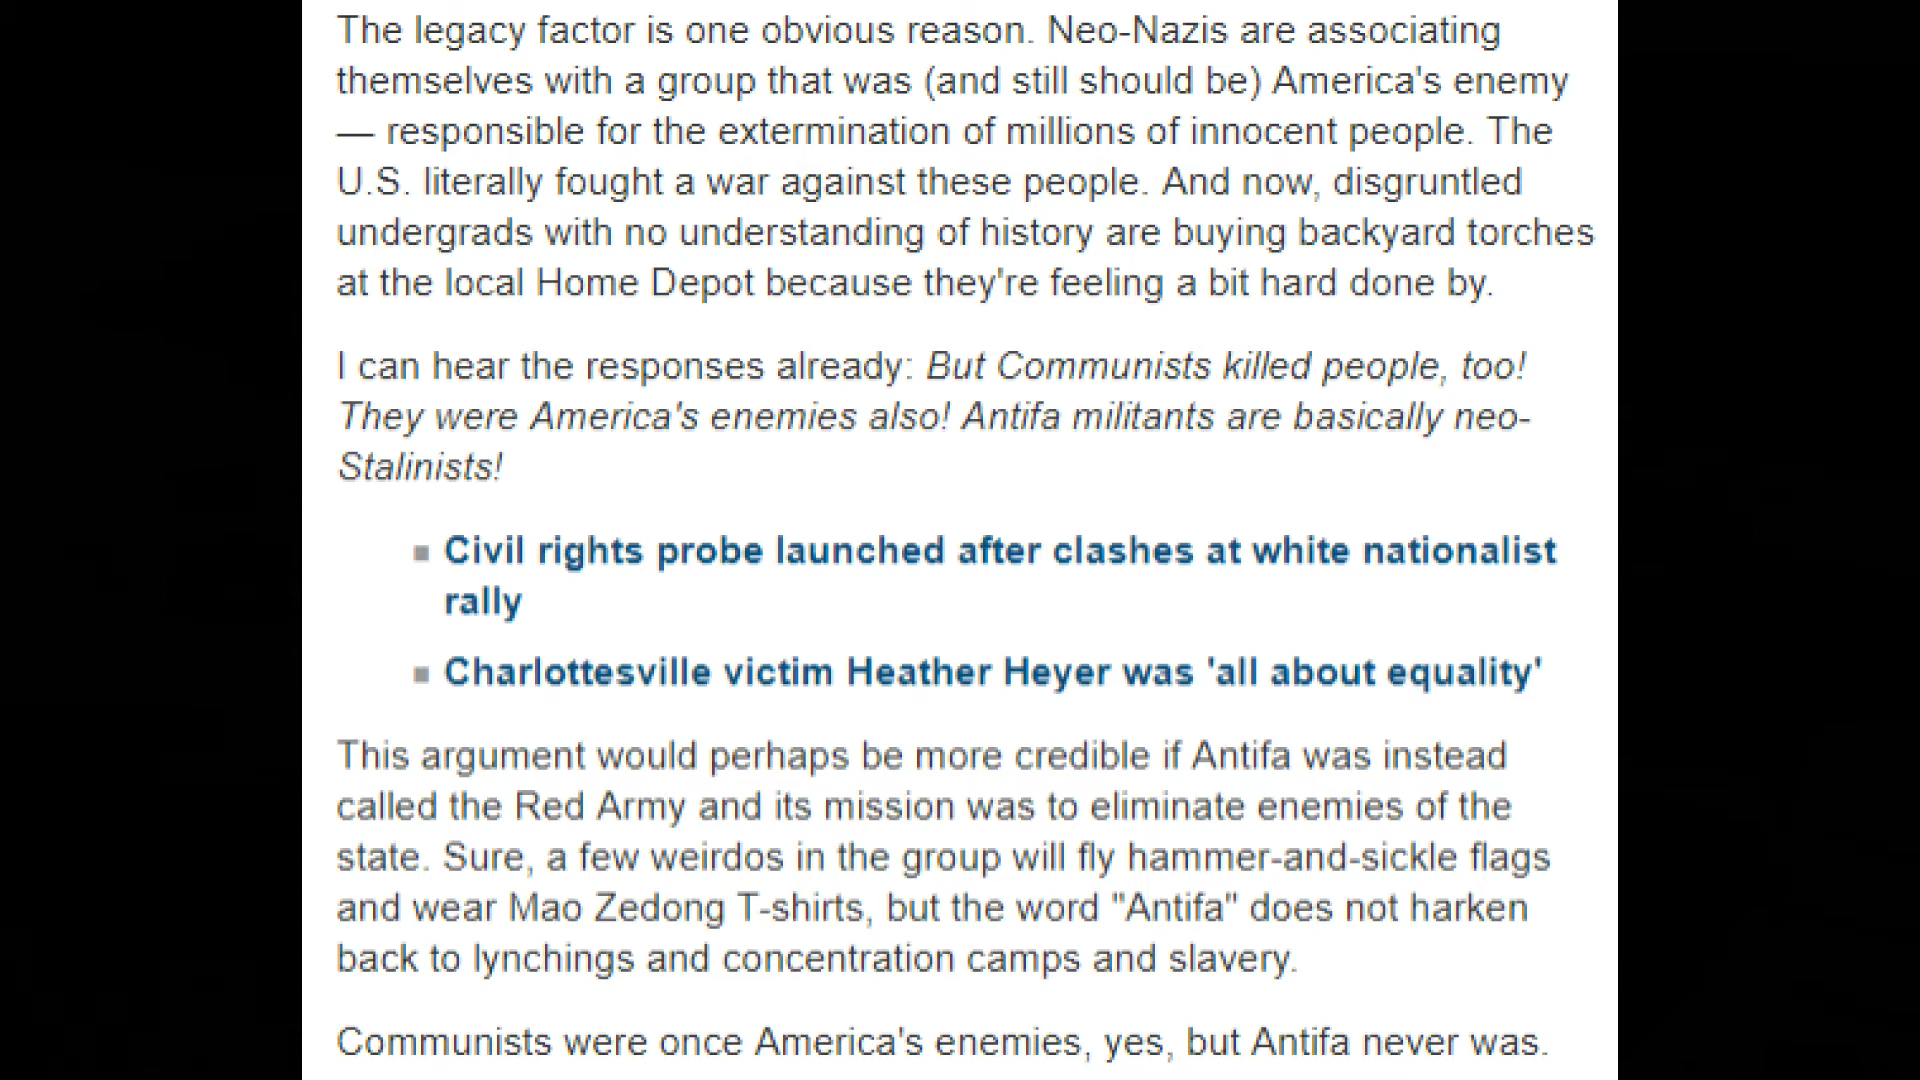 The legacy factor is one obvious reason. Neo-Nazis are associating
themselves with a group that was (and still should be) America's enemy
— responsible for the extermination of millions of innocent people. The
U.S. literally fought a war against these people. And now, disgruntled
undergrads with no understanding of history are buying backyard torches
at the local Home Depot because they're feeling a bit hard done by.
I can hear the responses already: But Communists killed people, too!
They were America's enemies also! Antifa militants are basically neo-
Stalinists!
▪ Civil rights probe launched after clashes at white nationalist
rally
▪ Charlottesville victim Heather Heyer was 'all about equality'
This argument would perhaps be more credible if Antifa was instead
called the Red Army and its mission was to eliminate enemies of the
state. Sure, a few weirdos in the group will fly hammer-and-sickle flags
and wear Mao Zedong T-shirts, but the word "Antifa" does not harken
back to lynchings and concentration camps and slavery.
Communists were once America's enemies, yes, but Antifa never was.